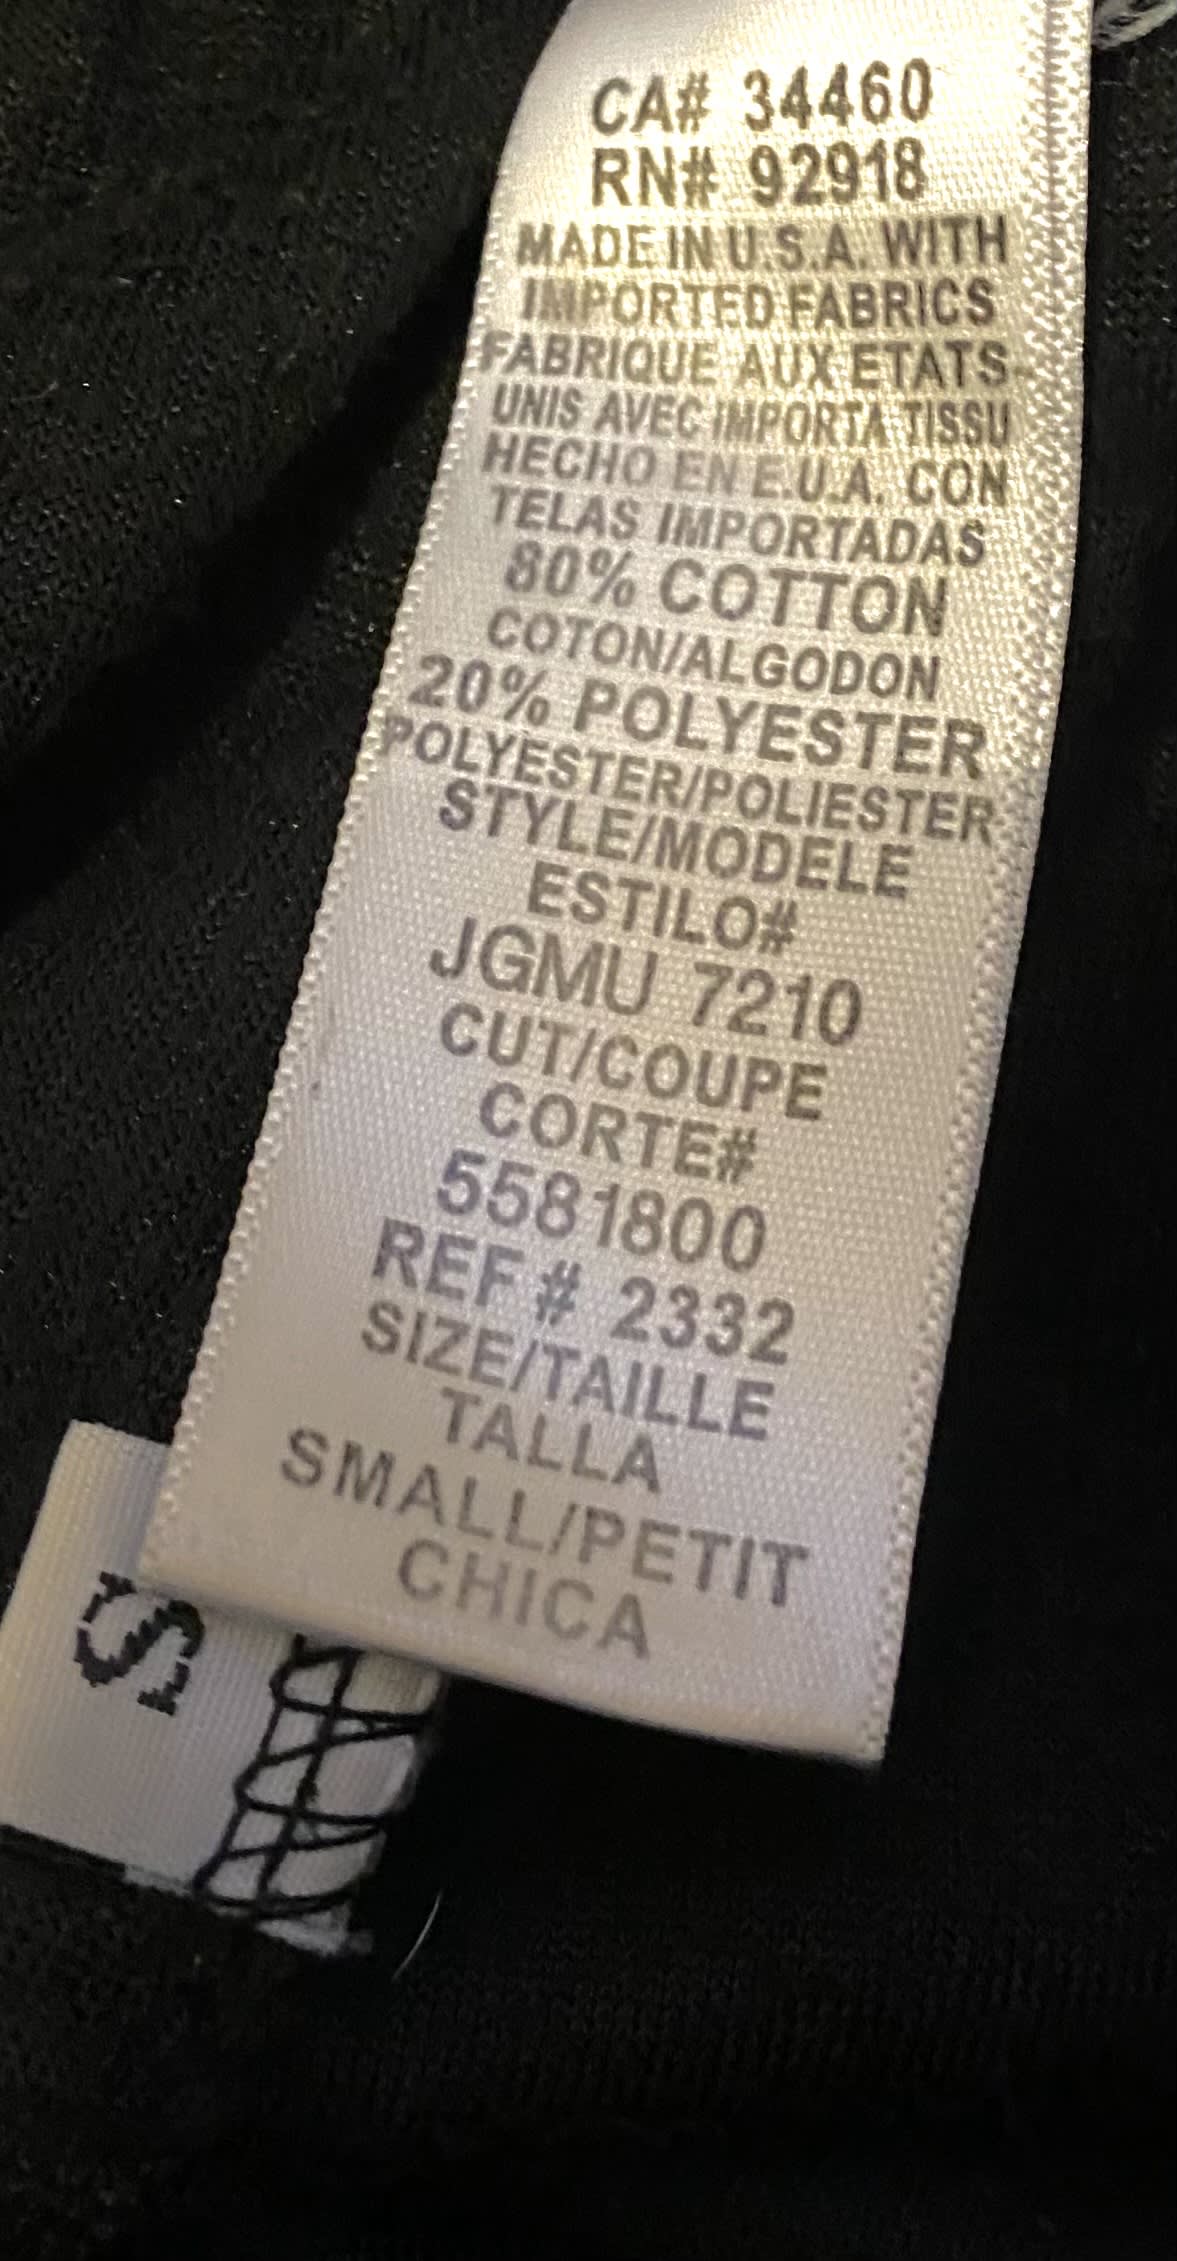 CA# 34460
RN# 92918
MADE IN U.S.A. WITH
IMPORTED FABRICS
FABRIQUE AUX ETATS
UNIS AVEC IMPORTA TISSU
HECHO EN E.U.A. CON
TELAS IMPORTADAS
80% COTTON
COTON/ALGODON
20% POLYESTER
POLYESTER/POLIESTER
STYLE/MODELE
ESTILO#
JGMU 7210
CUT/COUPE
CORTE#
5581800
REF # 2332
SIZE/TAILLE
TALLA
SMALL/PETIT
CHICA
S